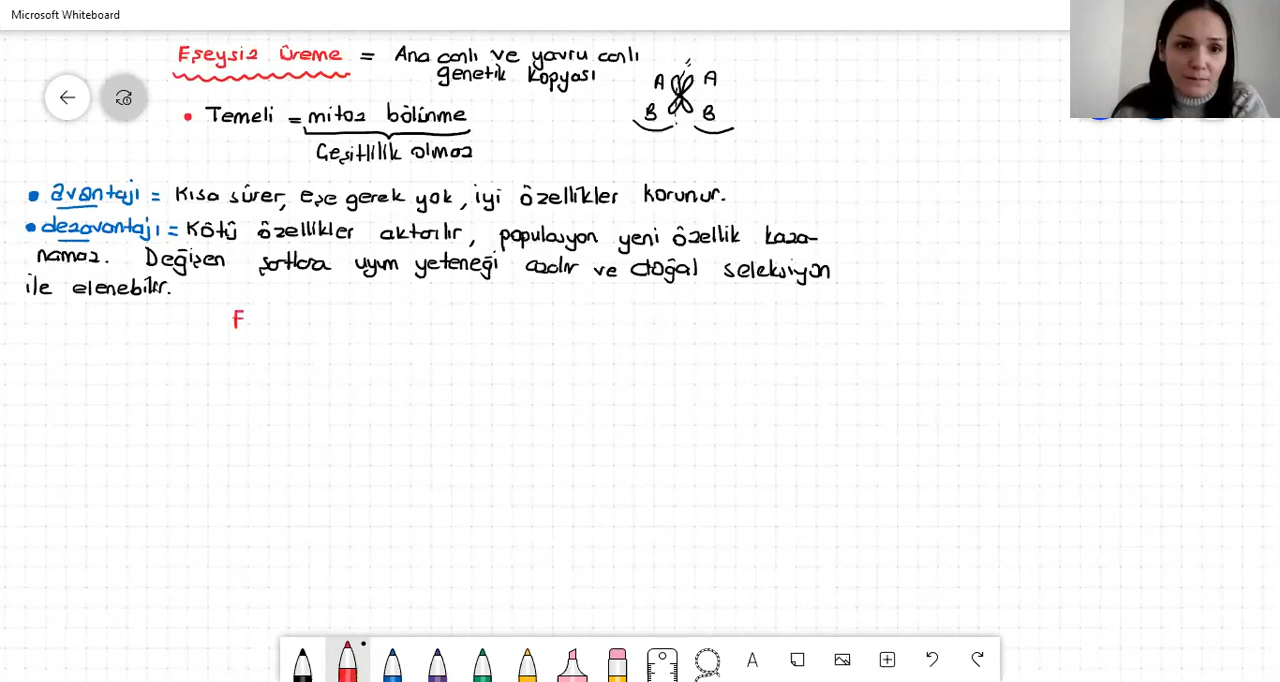 Microsoft Whiteboard
Eşeysiz Üreme = Ana canlı ve yavru canlı
genetik kopyası
A A
B B
• Temeli = mitoz bölünme
Çeşitlilik olmaz
• avantajı = Kısa sürer, eşe gerek yok, iyi özellikler korunur.
• dezavantajı = Kötü özellikler aktarılır, populasyon yeni özellik kaza-
namaz. Değişen şartlara uyum yeteneği azdır ve doğal seleksiyon
ile elenebilir.
F
A